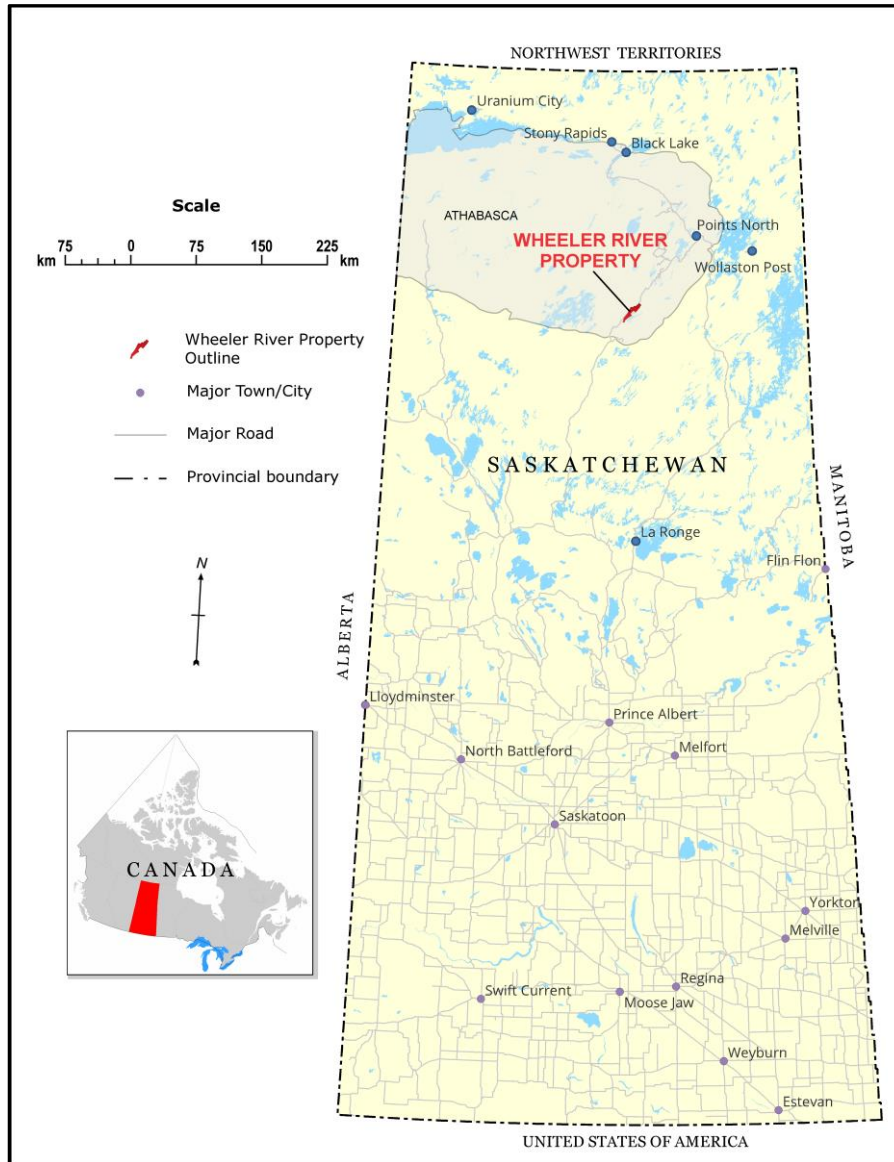 NORTHWEST TERRITORIES
Uranium City
Stony Rapids
Black Lake
Scale
75 0 75 150 225
km km
ATHABASCA
Points North
WHEELER RIVER
PROPERTY
Wollaston Post
Wheeler River Property
Outline
Major Town/City
Major Road
Provincial boundary
SASKATCHEWAN
MANITOBA
La Ronge
Flin Flon
N
ALBERTA
Lloydminster
Prince Albert
North Battleford
Melfort
Saskatoon
CANADA
Yorkton
Melville
Regina
Swift Current
Moose Jaw
Weyburn
Estevan
UNITED STATES OF AMERICA